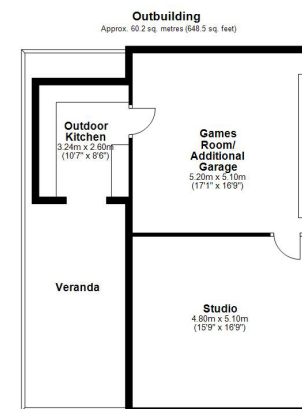 Outbuilding
Approx. 60.2 sq. metres (648.5 sq. feet)
Outdoor
Kitchen
3.24m x 2.60m
(10'7" x 8'6")
Games
Room/
Additional
Garage
5.20m x 5.10m
(17'1" x 16'9")
Veranda
Studio
4.80m x 5.10m
(15'9" x 16'9")